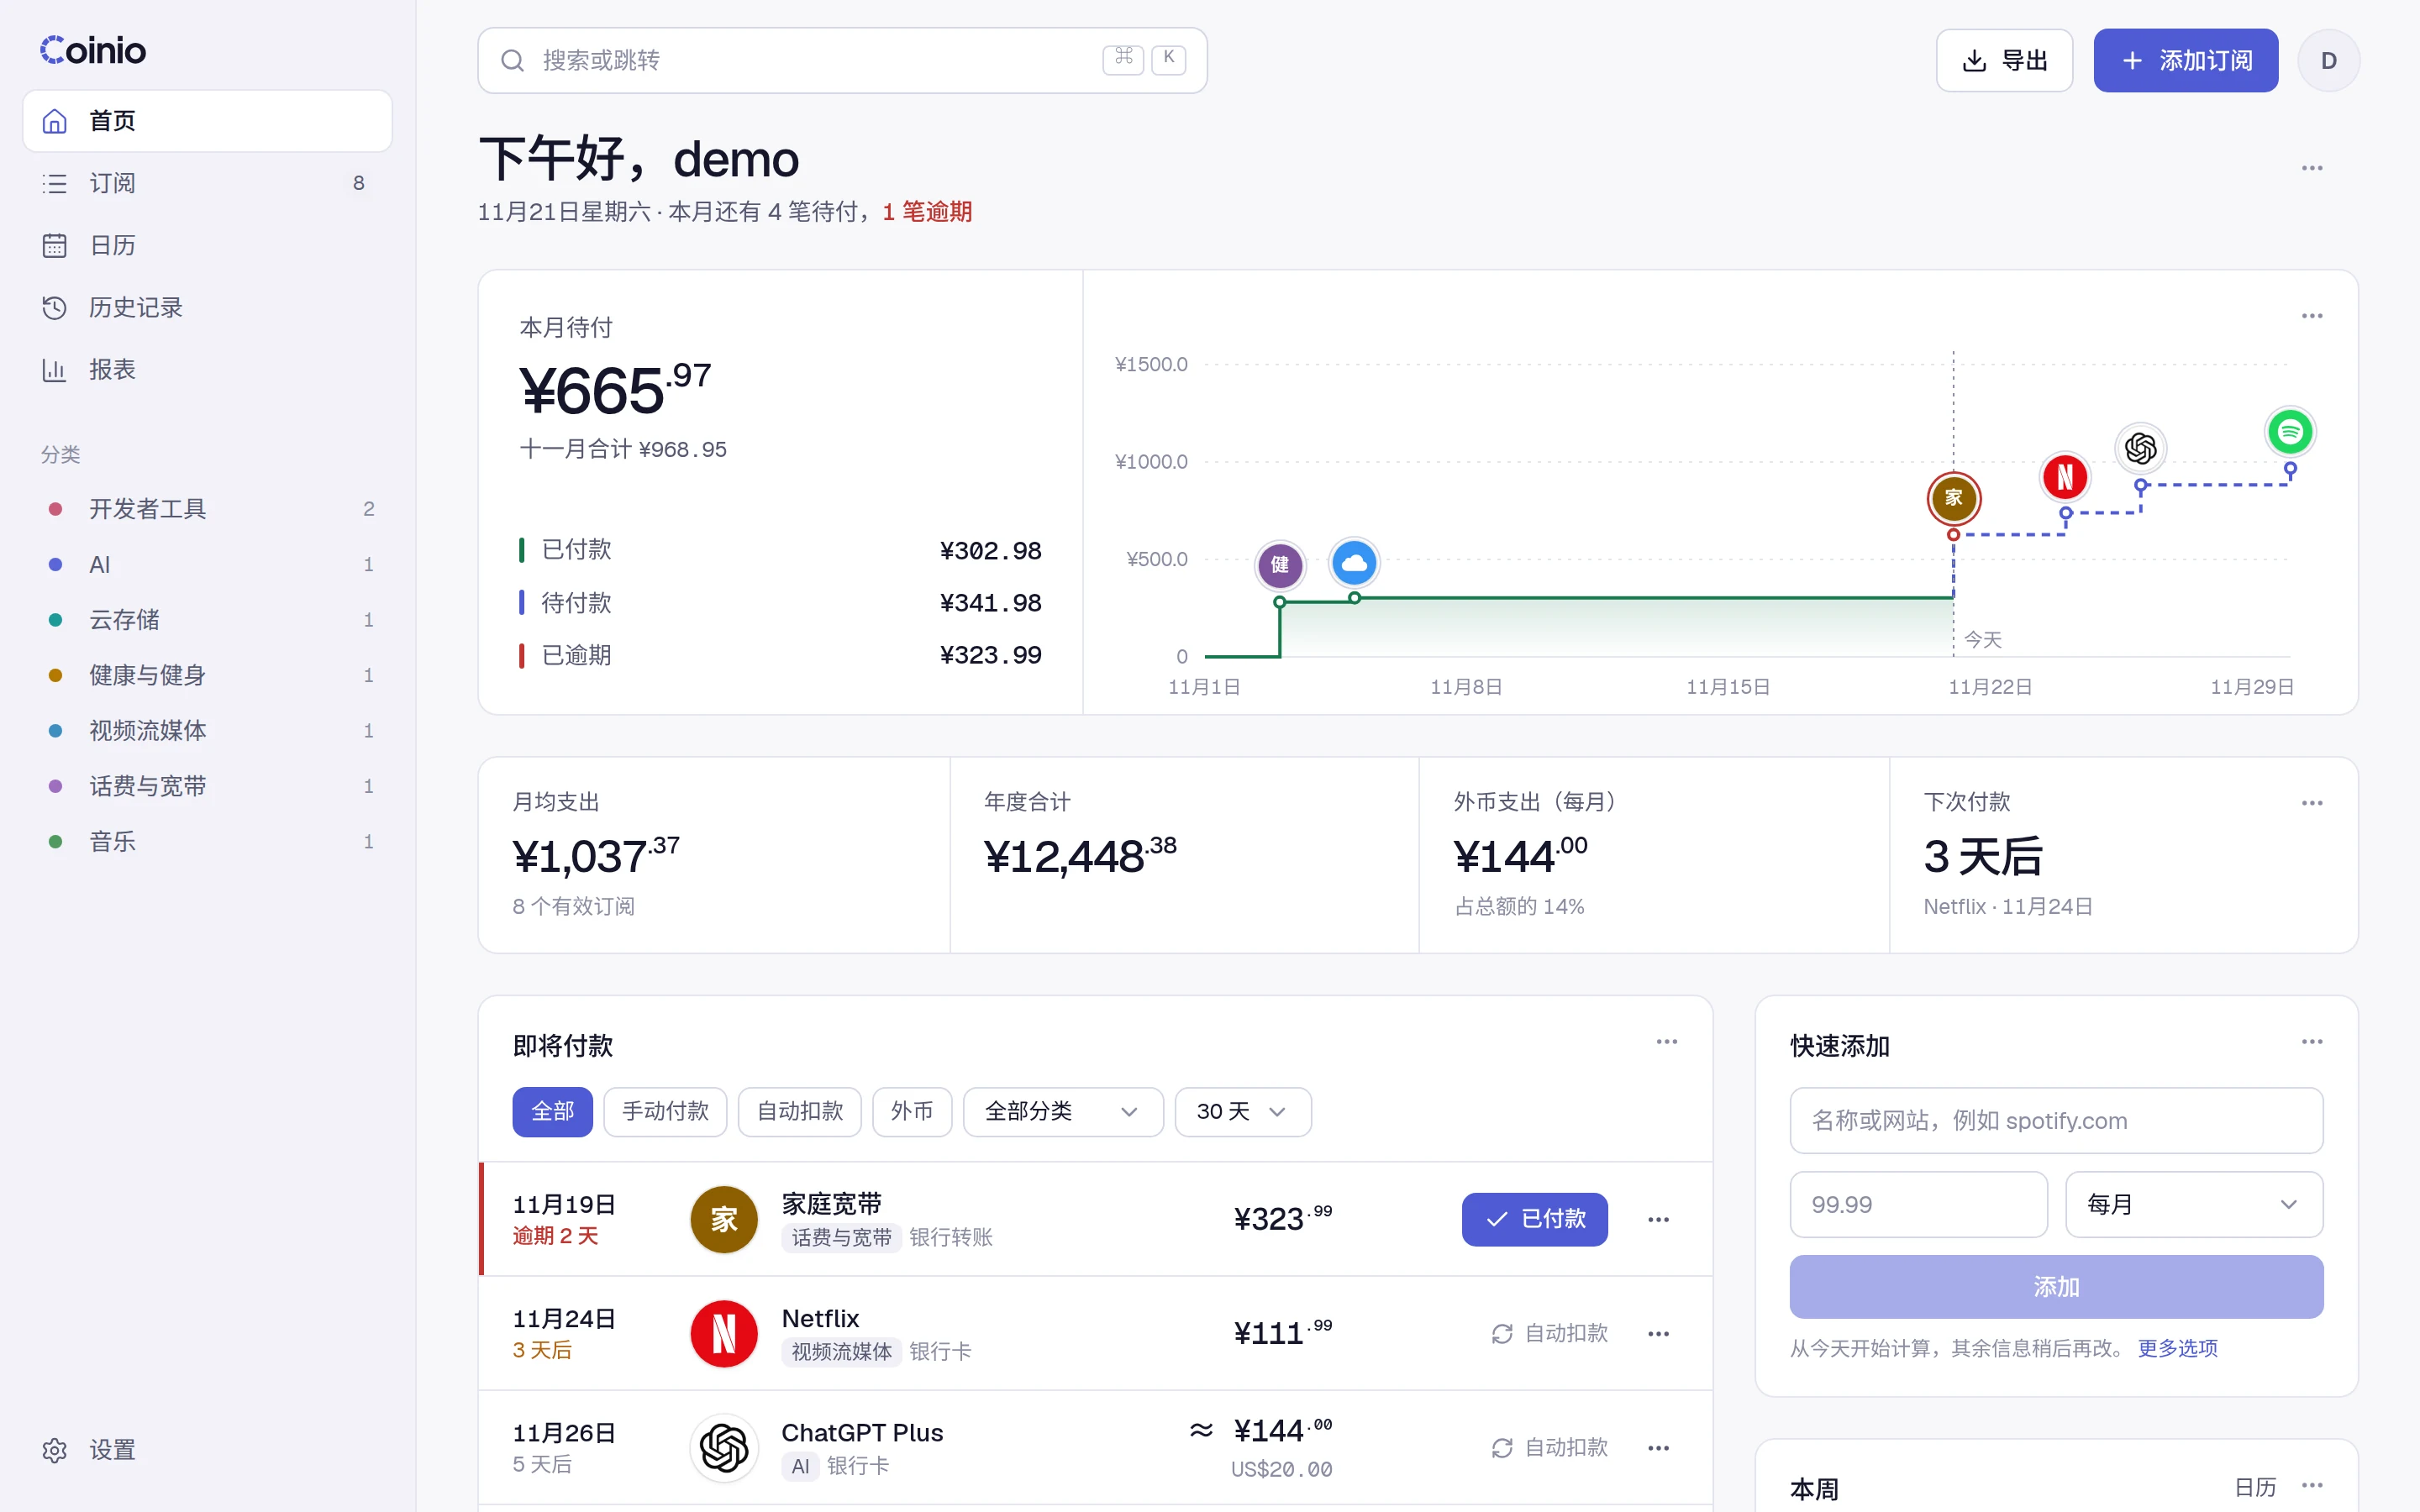 Coinio
首页
订阅 8
日历
历史记录
报表
分类
开发者工具 2
AI 1
云存储 1
健康与健身 1
视频流媒体 1
话费与宽带 1
音乐 1
设置
搜索或跳转 ⌘ K
导出
添加订阅
D
下午好，demo
11月21日星期六 · 本月还有 4 笔待付，1 笔逾期
本月待付
¥665.97
十一月合计 ¥968.95
已付款 ¥302.98
待付款 ¥341.98
已逾期 ¥323.99
¥1500.0
¥1000.0
¥500.0
0
健
家
今天
11月1日 11月8日 11月15日 11月22日 11月29日
月均支出
¥1,037.37
8 个有效订阅
年度合计
¥12,448.38
外币支出（每月）
¥144.00
占总额的 14%
下次付款
3 天后
Netflix · 11月24日
即将付款
全部 手动付款 自动扣款 外币 全部分类 30 天
11月19日
逾期 2 天
家
家庭宽带
话费与宽带 银行转账
¥323.99
已付款
11月24日
3 天后
Netflix
视频流媒体 银行卡
¥111.99
自动扣款
11月26日
5 天后
ChatGPT Plus
AI 银行卡
≈ ¥144.00
US$20.00
自动扣款
快速添加
名称或网站，例如 spotify.com
99.99
每月
添加
从今天开始计算，其余信息稍后再改。 更多选项
本周
日历